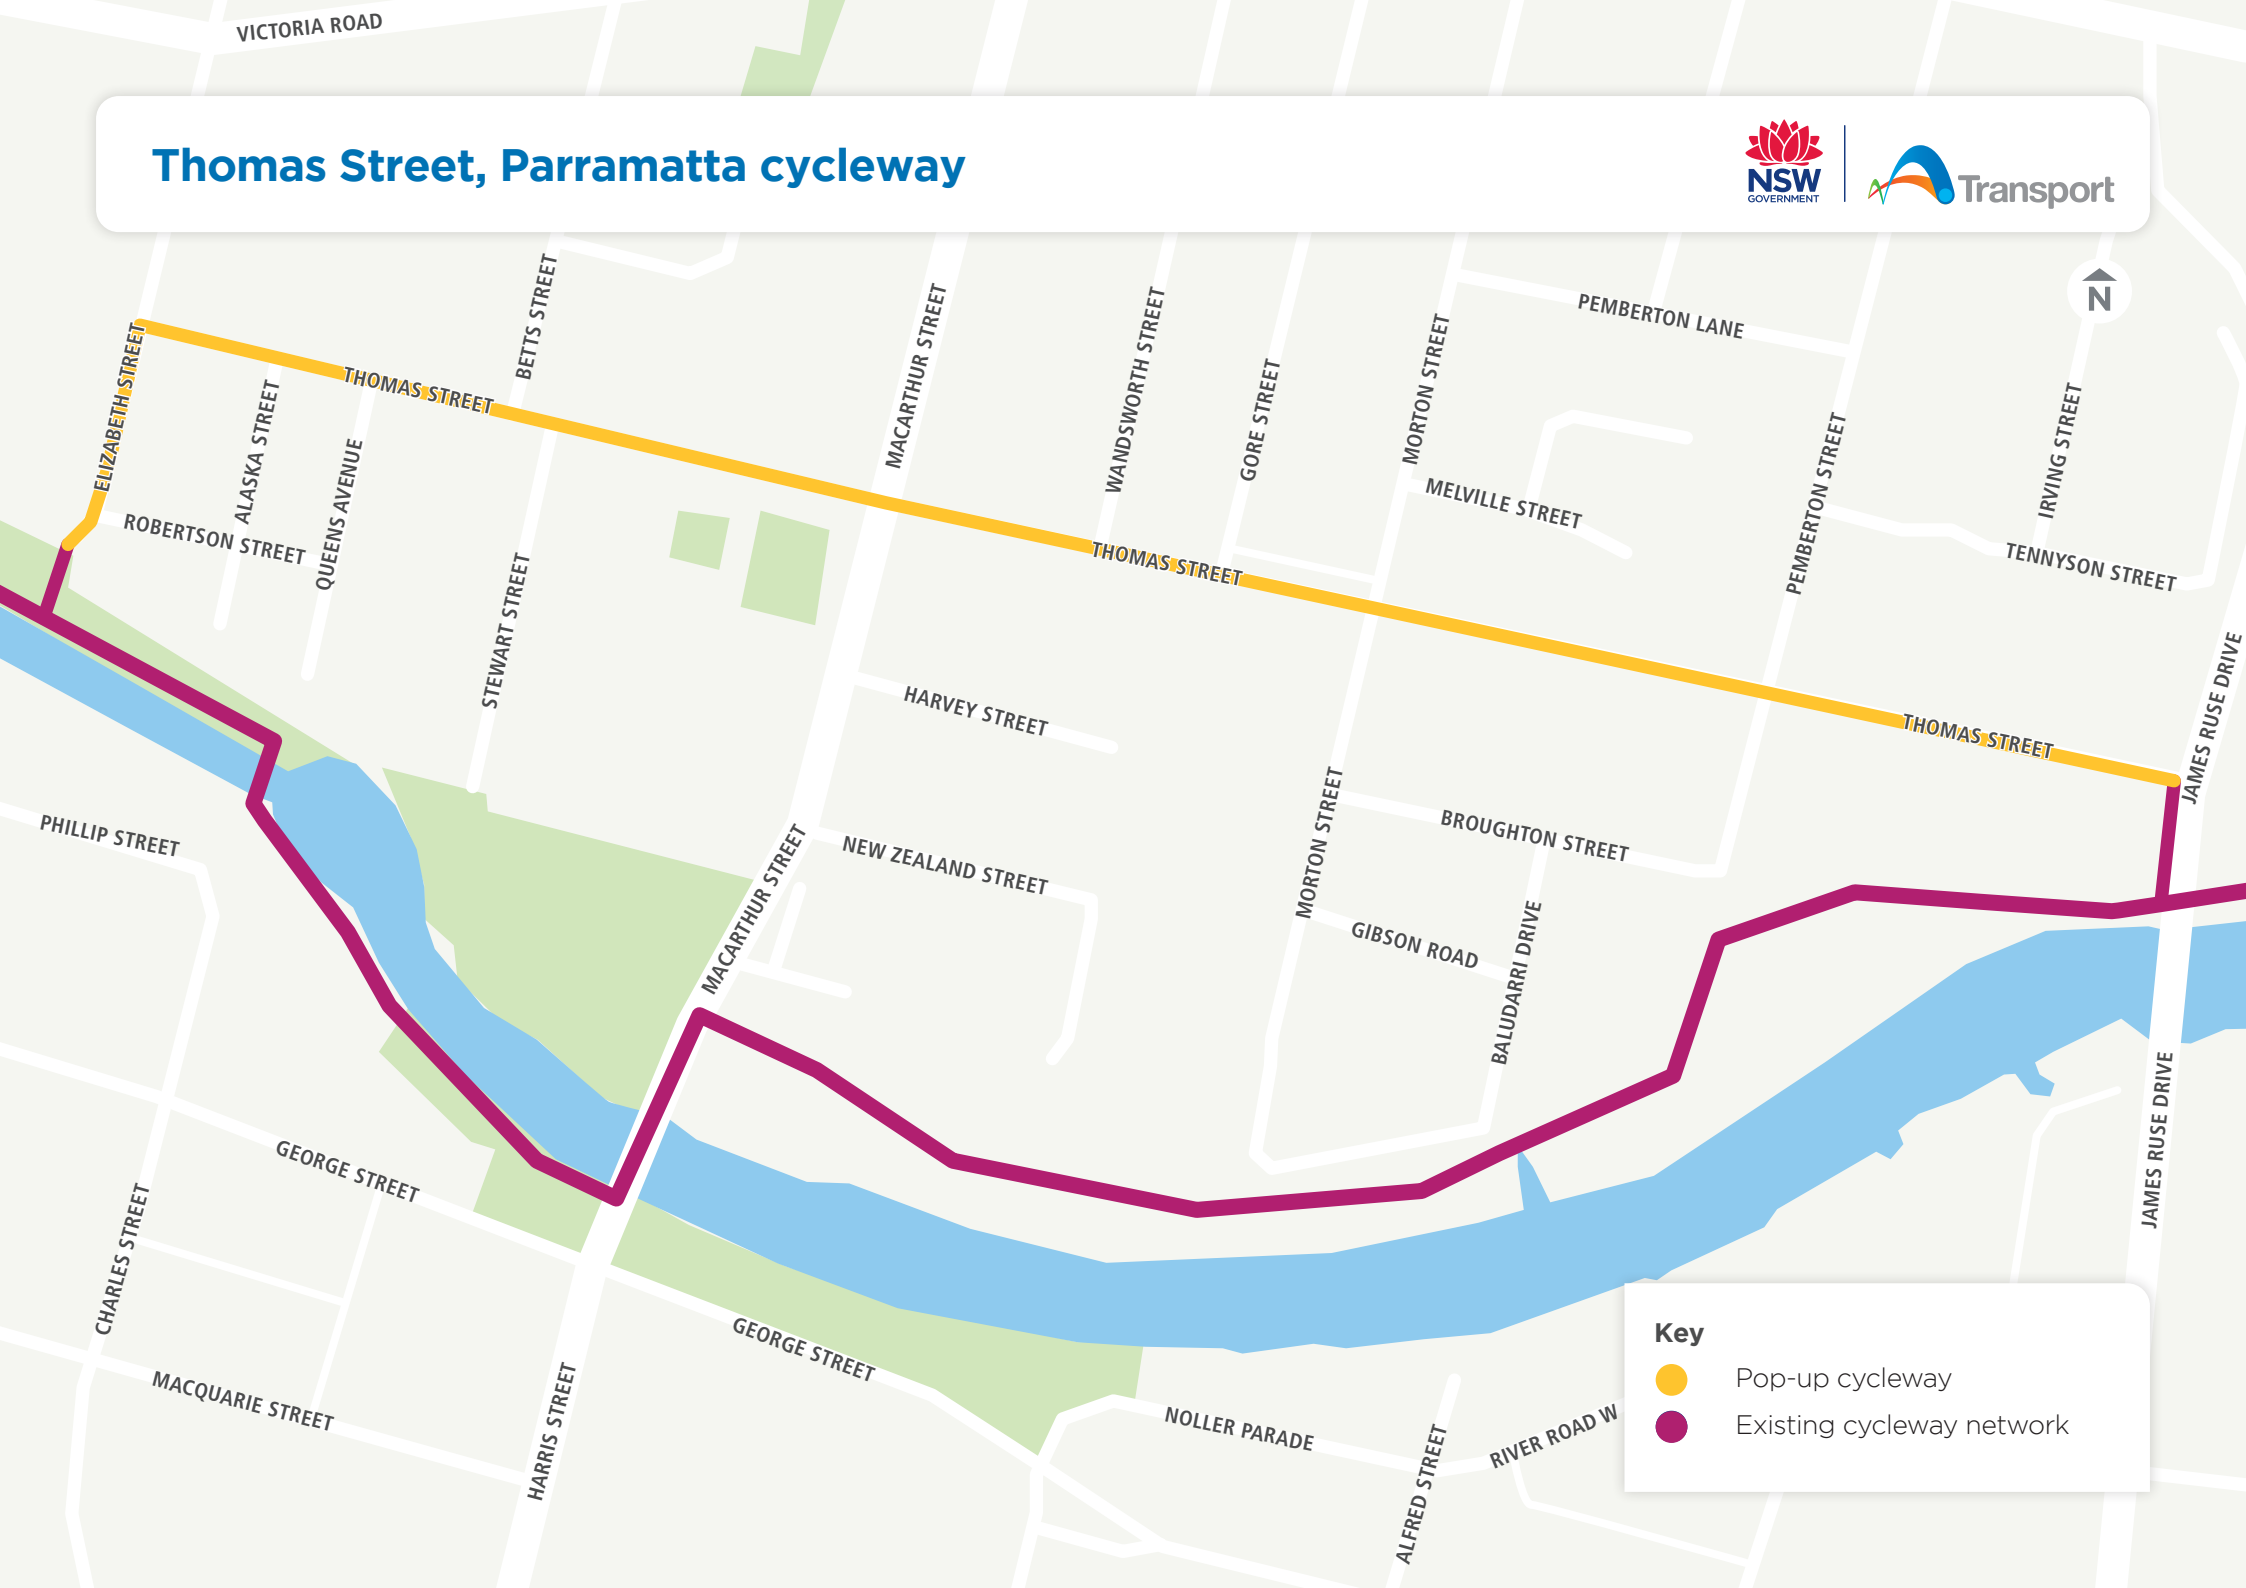 VICTORIA ROAD
Thomas Street, Parramatta cycleway
NSW
GOVERNMENT
Transport
N
BETTS STREET
MACARTHUR STREET
WANDSWORTH STREET
PEMBERTON LANE
MORTON STREET
ELIZABETH STREET
THOMAS STREET
ALASKA STREET
GORE STREET
IRVING STREET
PEMBERTON STREET
QUEENS AVENUE
MELVILLE STREET
ROBERTSON STREET
THOMAS STREET
TENNYSON STREET
STEWART STREET
JAMES RUSE DRIVE
HARVEY STREET
THOMAS STREET
MORTON STREET
PHILLIP STREET
BROUGHTON STREET
MACARTHUR STREET
NEW ZEALAND STREET
GIBSON ROAD
BALUDARRI DRIVE
GEORGE STREET
JAMES RUSE DRIVE
CHARLES STREET
GEORGE STREET
MACQUARIE STREET
HARRIS STREET
NOLLER PARADE
ALFRED STREET
RIVER ROAD W
Key
Pop-up cycleway
Existing cycleway network